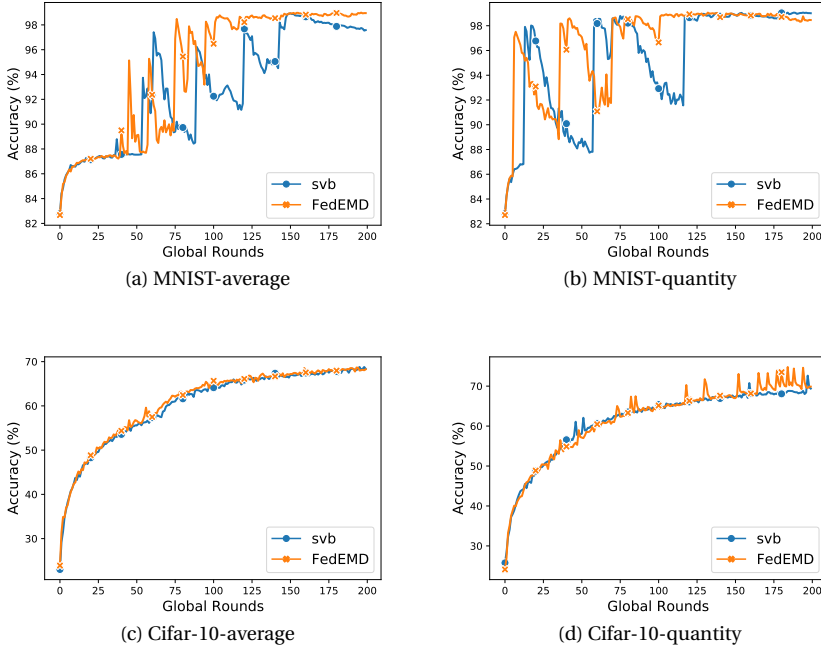 98
96
94
92
90
88
86
84
82
Accuracy (%)
0 25 50 75 100 125 150 175 200
Global Rounds
svb
FedEMD
(a) MNIST-average
98
96
94
92
90
88
86
84
82
Accuracy (%)
0 25 50 75 100 125 150 175 200
Global Rounds
svb
FedEMD
(b) MNIST-quantity
70
60
50
40
30
Accuracy (%)
0 25 50 75 100 125 150 175 200
Global Rounds
svb
FedEMD
(c) Cifar-10-average
70
60
50
40
30
Accuracy (%)
0 25 50 75 100 125 150 175 200
Global Rounds
svb
FedEMD
(d) Cifar-10-quantity